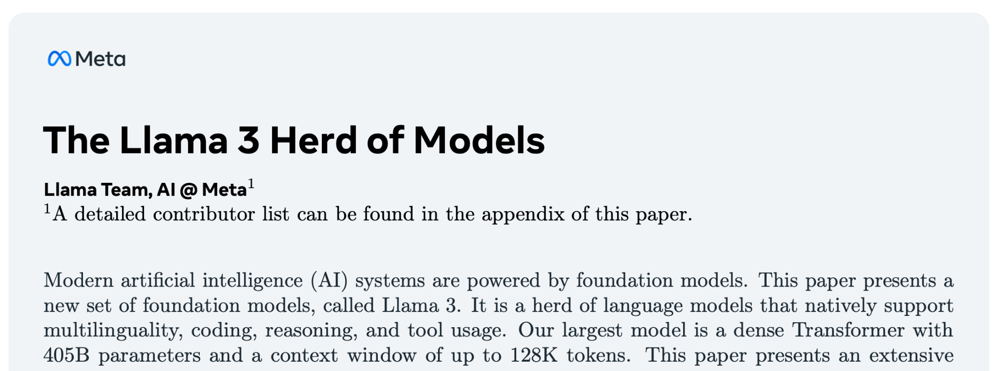 Meta
The Llama 3 Herd of Models
Llama Team, AI @ Meta¹
¹A detailed contributor list can be found in the appendix of this paper.
Modern artificial intelligence (AI) systems are powered by foundation models. This paper presents a
new set of foundation models, called Llama 3. It is a herd of language models that natively support
multilinguality, coding, reasoning, and tool usage. Our largest model is a dense Transformer with
405B parameters and a context window of up to 128K tokens. This paper presents an extensive